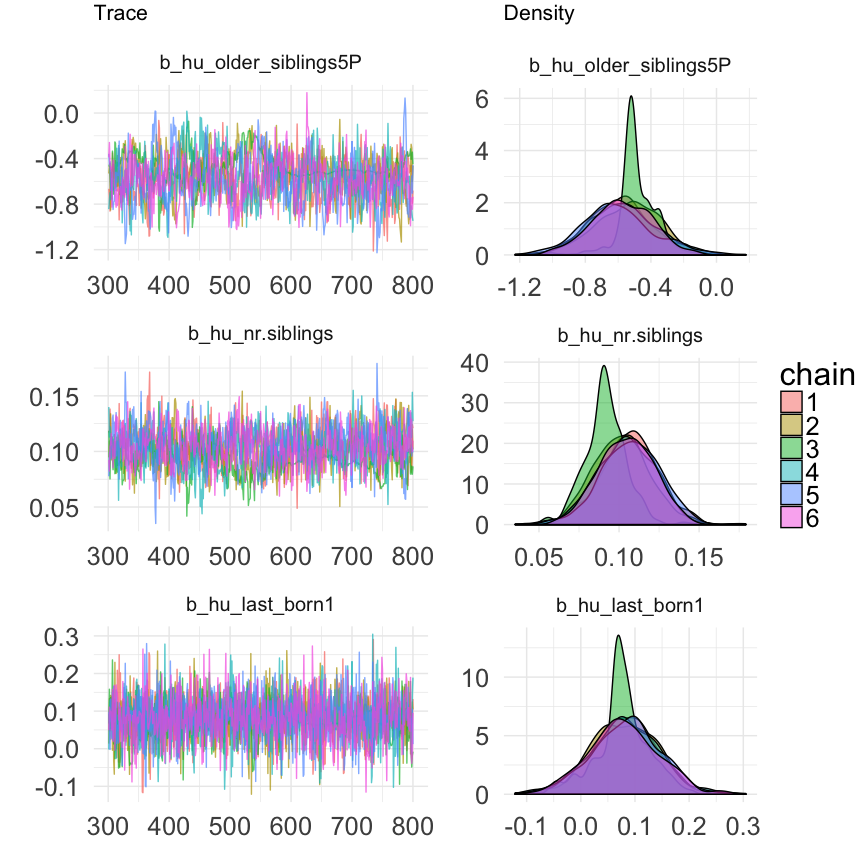 Trace
Density
b_hu_older_siblings5P
0.0
-0.4
-0.8
-1.2
300 400 500 600 700 800
b_hu_older_siblings5P
6
4
2
0
-1.2 -0.8 -0.4 0.0
b_hu_nr.siblings
0.15
0.10
0.05
300 400 500 600 700 800
b_hu_nr.siblings
40
30
20
10
0
0.05 0.10 0.15
b_hu_last_born1
0.3
0.2
0.1
0.0
-0.1
300 400 500 600 700 800
b_hu_last_born1
10
5
0
-0.1 0.0 0.1 0.2 0.3
chain
1
2
3
4
5
6